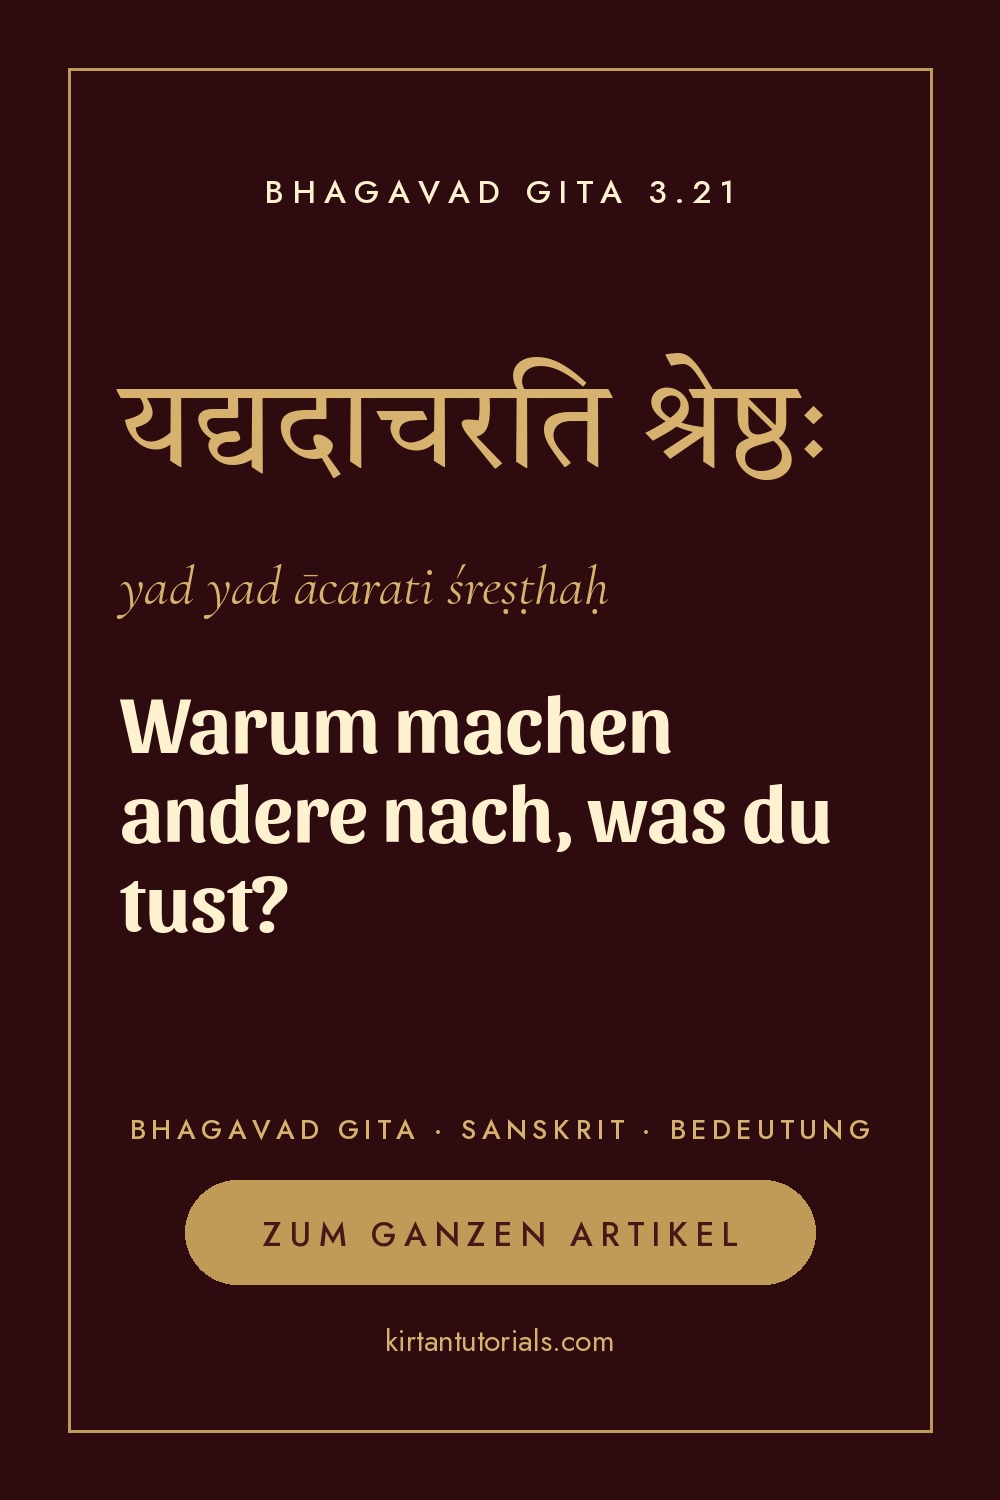 BHAGAVAD GITA 3.21
यद्यदाचरति श्रेष्ठः
yad yad ācarati śreṣṭhaḥ
Warum machen
andere nach, was du
tust?
BHAGAVAD GITA · SANSKRIT · BEDEUTUNG
ZUM GANZEN ARTIKEL
kirtantutorials.com